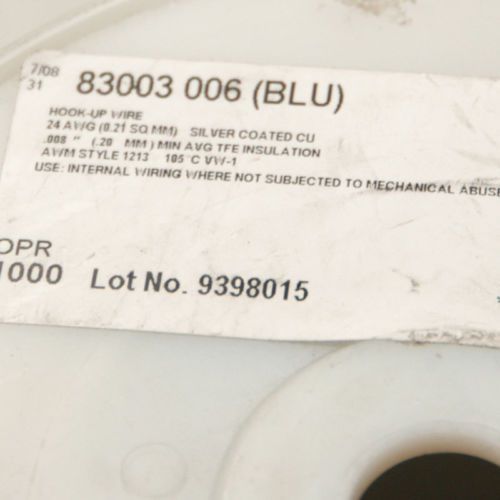 7/08
31 83003 006 (BLU)
HOOK-UP WIRE
24 AWG (0.21 SQ MM) SILVER COATED CU
.008 " (.20 MM ) MIN AVG TFE INSULATION
AWM STYLE 1213 105°C VW-1
USE: INTERNAL WIRING WHERE NOT SUBJECTED TO MECHANICAL ABUSE
OPR
1000 Lot No. 9398015